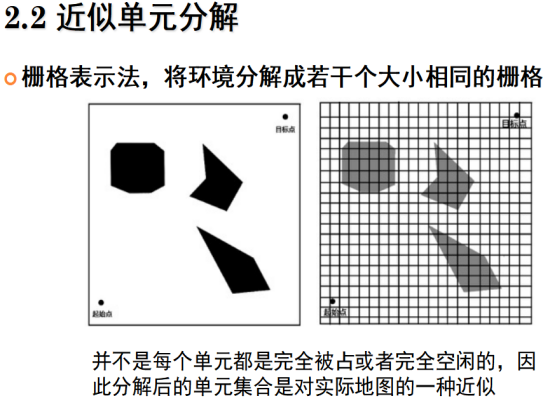 2.2 近似单元分解
栅格表示法，将环境分解成若干个大小相同的栅格
目标点
目标点
起始点
起始点
并不是每个单元都是完全被占或者完全空闲的，因
此分解后的单元集合是对实际地图的一种近似